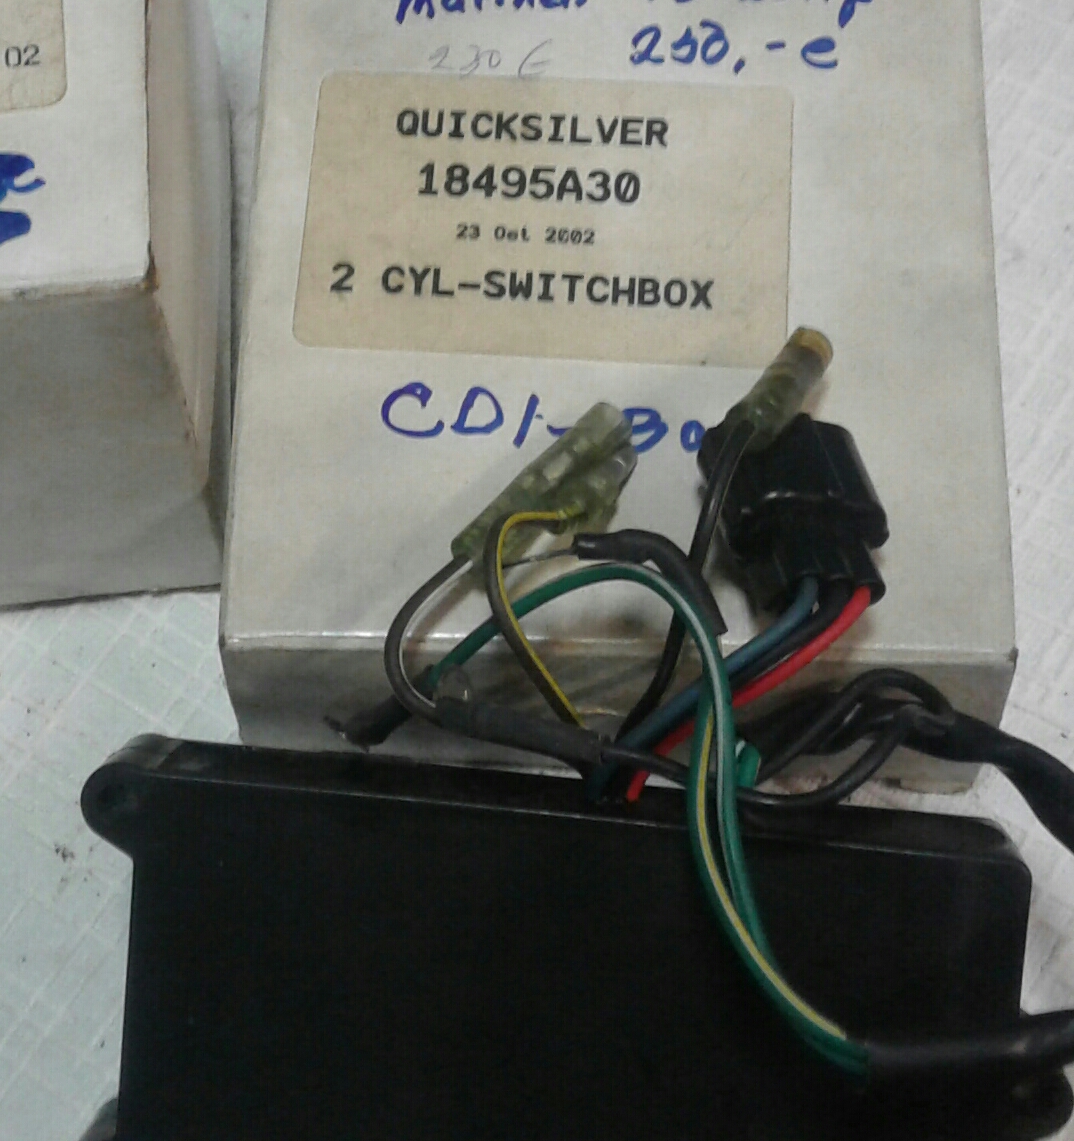 02
250,-e
230 €
QUICKSILVER
18495A30
23 Oct 2002
2 CYL-SWITCHBOX
CDI-Bo